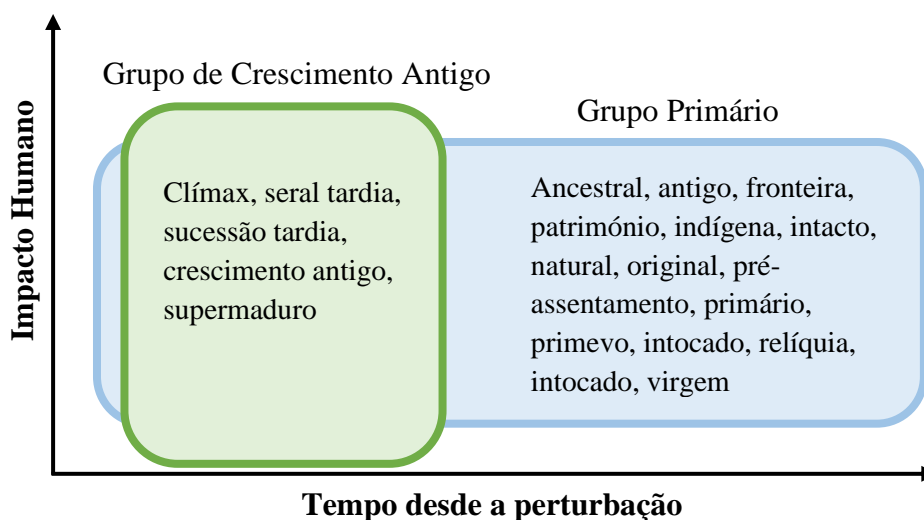 Grupo de Crescimento Antigo
Grupo Primário
Impacto Humano
Clímax, seral tardia,
sucessão tardia,
crescimento antigo,
supermaduro
Ancestral, antigo, fronteira,
património, indígena, intacto,
natural, original, pré-
assentamento, primário,
primevo, intocado, relíquia,
intocado, virgem
Tempo desde a perturbação